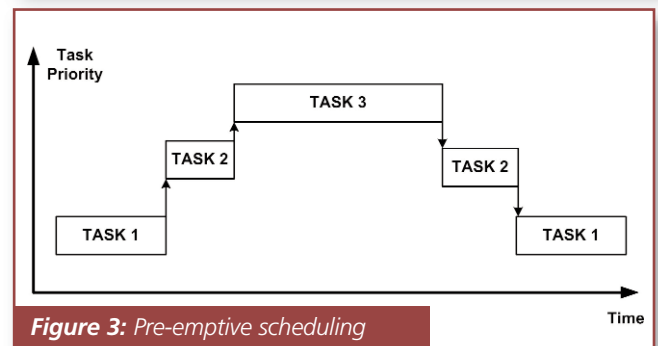 Task
Priority
TASK 3
TASK 2
TASK 2
TASK 1
TASK 1
Time
Figure 3: Pre-emptive scheduling